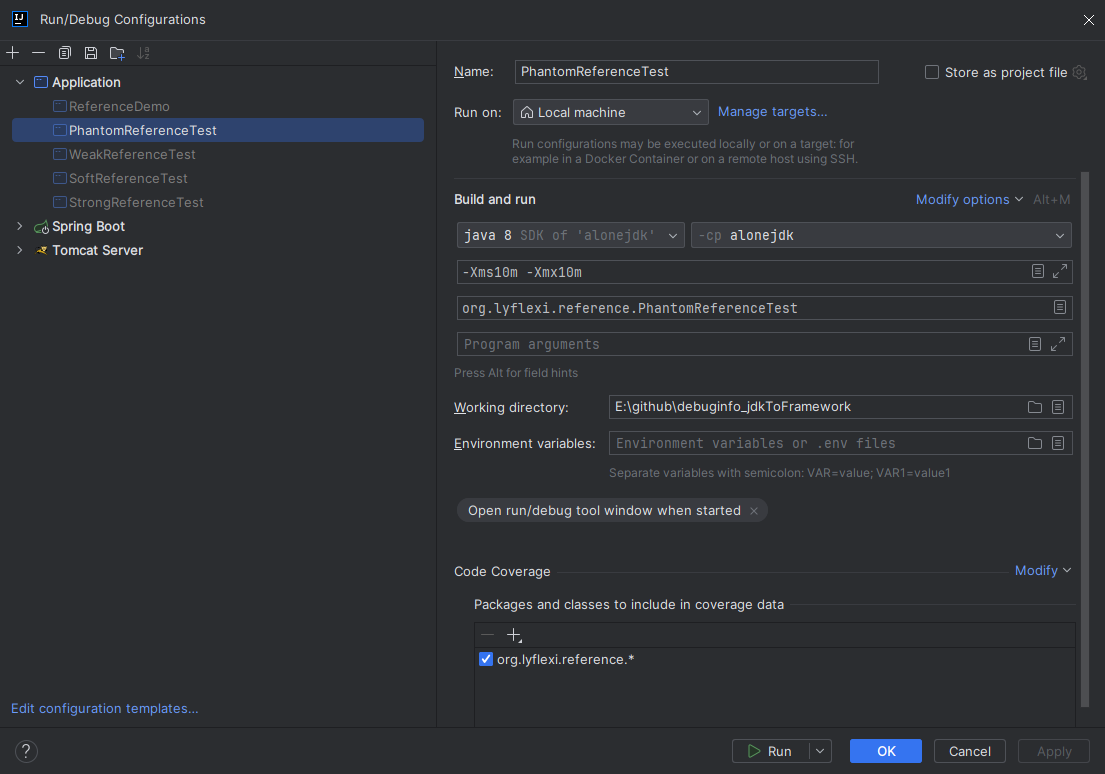 Run/Debug Configurations
Application
ReferenceDemo
PhantomReferenceTest
WeakReferenceTest
SoftReferenceTest
StrongReferenceTest
Spring Boot
Tomcat Server
Edit configuration templates...
Name: PhantomReferenceTest Store as project file
Run on: Local machine Manage targets...
Run configurations may be executed locally or on a target: for
example in a Docker Container or on a remote host using SSH.
Build and run Modify options Alt+M
java 8 SDK of 'alonejdk' -cp alonejdk
-Xms10m -Xmx10m
org.lyflexi.reference.PhantomReferenceTest
Program arguments
Press Alt for field hints
Working directory: E:\github\debuginfo_jdkToFramework
Environment variables: Environment variables or .env files
Separate variables with semicolon: VAR=value; VAR1=value1
Open run/debug tool window when started
Code Coverage Modify
Packages and classes to include in coverage data
org.lyflexi.reference.*
? Run OK Cancel Apply